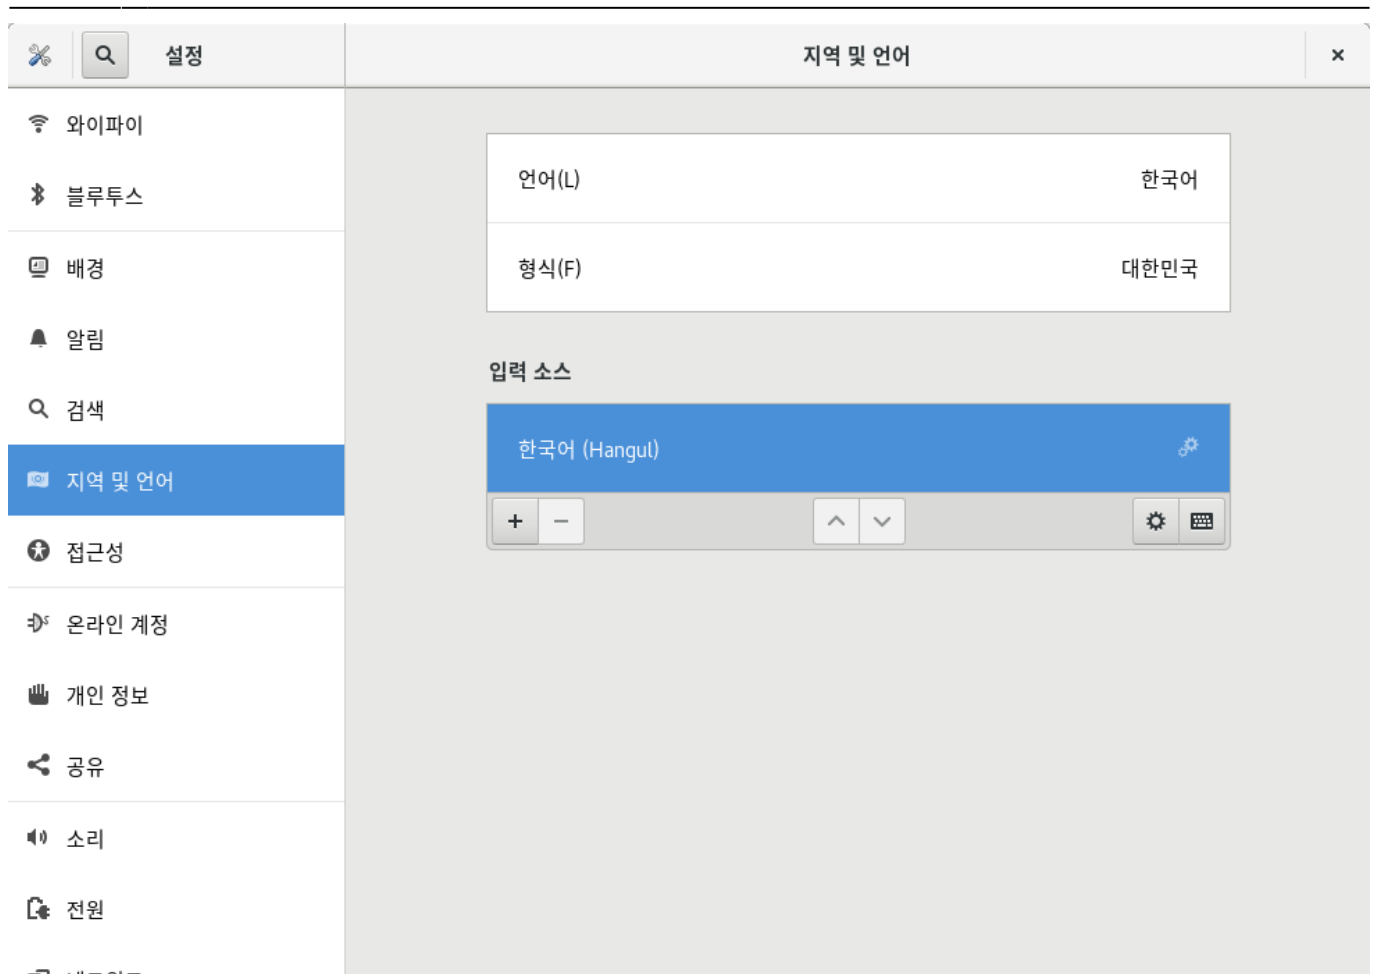 설정
지역 및 언어
와이파이
블루투스
배경
알림
검색
지역 및 언어
접근성
온라인 계정
개인 정보
공유
소리
전원
언어(L)
한국어
형식(F)
대한민국
입력 소스
한국어 (Hangul)